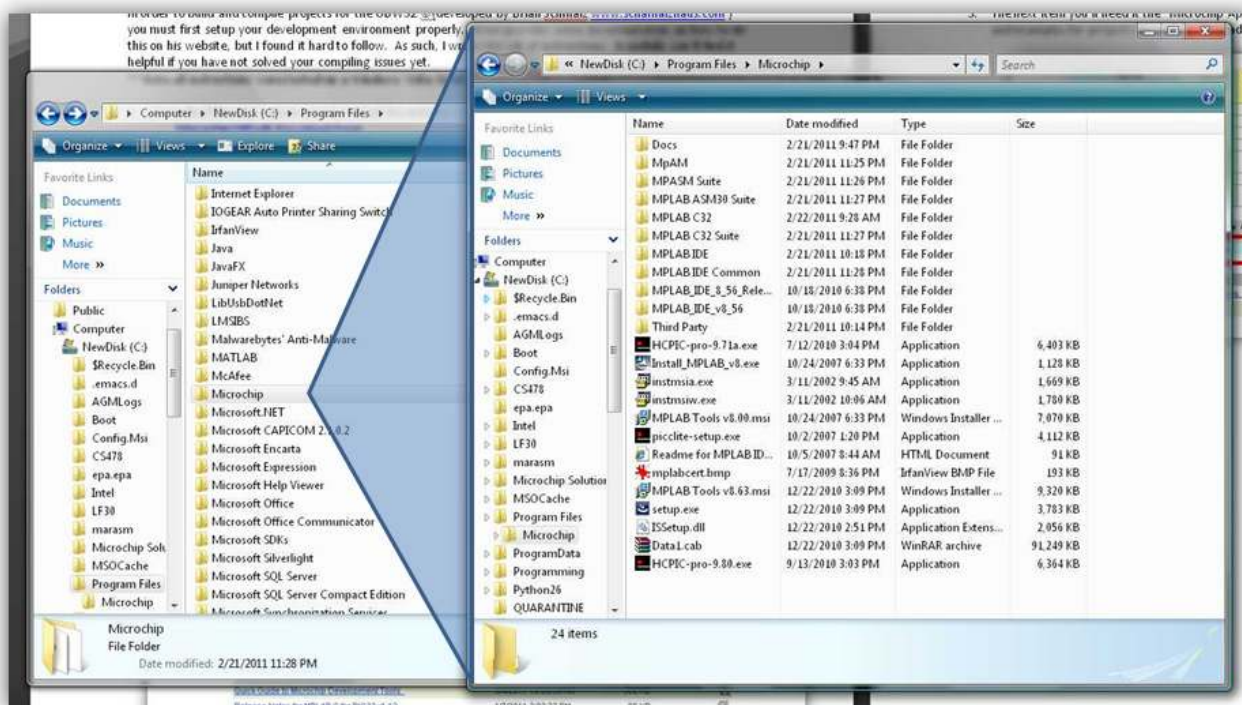 you must first setup your development environment properly.
this on his website, but I found it hard to follow. As such, I
helpful if you have not solved your compiling issues yet.
Computer ▸ NewDisk (C:) ▸ Program Files ▸
Organize Views Explore Share
Favorite Links
Documents
Pictures
Music
More »
Folders
Public
Computer
NewDisk (C:)
$Recycle.Bin
.emacs.d
AGMLogs
Boot
Config.Msi
CS478
epa.epa
Intel
LF30
marasm
Microchip Solu
MSOCache
Program Files
Microchip
Name
Internet Explorer
IOGEAR Auto Printer Sharing Switch
IrfanView
Java
JavaFX
Juniper Networks
LibUsbDotNet
LMSIBS
Malwarebytes' Anti-Malware
MATLAB
McAfee
Microchip
Microsoft.NET
Microsoft CAPICOM 2.1.0.2
Microsoft Encarta
Microsoft Expression
Microsoft Help Viewer
Microsoft Office
Microsoft Office Communicator
Microsoft SDKs
Microsoft Silverlight
Microsoft SQL Server
Microsoft SQL Server Compact Edition
Microsoft Synchronization Services
Microchip
File Folder
Date modified: 2/21/2011 11:28 PM
« NewDisk (C:) ▸ Program Files ▸ Microchip ▸
Search
Organize Views
Favorite Links
Documents
Pictures
Music
More »
Folders
Computer
NewDisk (C:)
$Recycle.Bin
.emacs.d
AGMLogs
Boot
Config.Msi
CS478
epa.epa
Intel
LF30
marasm
Microchip Solution
MSOCache
Program Files
Microchip
ProgramData
Programming
Python26
QUARANTINE
Name Date modified Type Size
Docs 2/21/2011 9:47 PM File Folder
MpAM 2/21/2011 11:25 PM File Folder
MPASM Suite 2/21/2011 11:26 PM File Folder
MPLAB ASM30 Suite 2/21/2011 11:27 PM File Folder
MPLAB C32 2/22/2011 9:28 AM File Folder
MPLAB C32 Suite 2/21/2011 11:27 PM File Folder
MPLAB IDE 2/21/2011 10:18 PM File Folder
MPLAB IDE Common 2/21/2011 11:28 PM File Folder
MPLAB_IDE_8_56_Rele... 10/18/2010 6:38 PM File Folder
MPLAB_IDE_v8_56 10/18/2010 6:38 PM File Folder
Third Party 2/21/2011 10:14 PM File Folder
HCPIC-pro-9.71a.exe 7/12/2010 3:04 PM Application 6,403 KB
Install_MPLAB_v8.exe 10/24/2007 6:33 PM Application 1,128 KB
instmsia.exe 3/11/2002 9:45 AM Application 1,669 KB
instmsiw.exe 3/11/2002 10:06 AM Application 1,780 KB
MPLAB Tools v8.00.msi 10/24/2007 6:33 PM Windows Installer ... 7,070 KB
picclite-setup.exe 10/2/2007 1:20 PM Application 4,112 KB
Readme for MPLAB ID... 10/5/2007 8:44 AM HTML Document 91 KB
mplabcert.bmp 7/17/2009 8:36 PM IrfanView BMP File 193 KB
MPLAB Tools v8.63.msi 12/22/2010 3:09 PM Windows Installer ... 9,320 KB
setup.exe 12/22/2010 3:09 PM Application 3,783 KB
ISSetup.dll 12/22/2010 2:51 PM Application Extens... 2,056 KB
Data1.cab 12/22/2010 3:09 PM WinRAR archive 91,249 KB
HCPIC-pro-9.80.exe 9/13/2010 3:03 PM Application 6,364 KB
24 items
Quick Guide to Microchip Development Tools